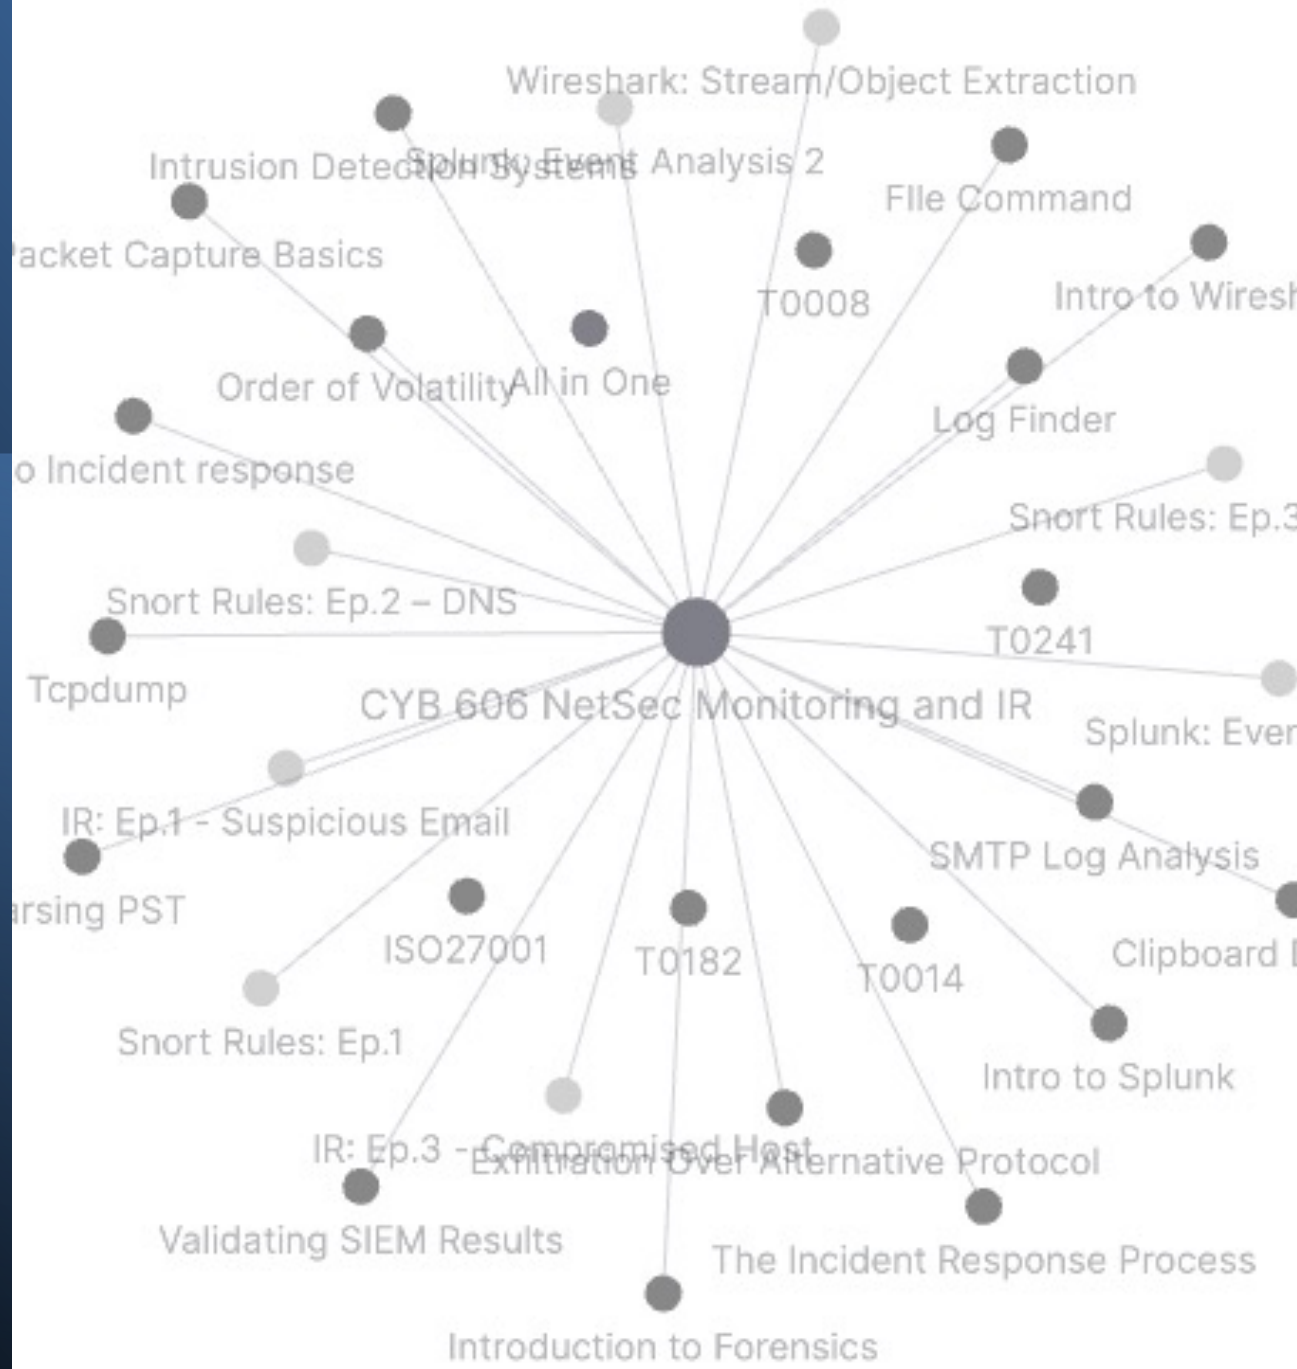 Wireshark: Stream/Object Extraction
Intrusion Detection Systems
Splunk: Event Analysis 2
FIle Command
Packet Capture Basics
T0008
Intro to Wiresh
Order of Volatility
All in One
Log Finder
o Incident response
Snort Rules: Ep.3
Snort Rules: Ep.2 – DNS
T0241
Tcpdump
CYB 606 NetSec Monitoring and IR
Splunk: Even
IR: Ep.1 - Suspicious Email
SMTP Log Analysis
arsing PST
ISO27001
T0182
T0014
Clipboard
Snort Rules: Ep.1
Intro to Splunk
IR: Ep.3 - Compromised Host
Exfiltration Over Alternative Protocol
Validating SIEM Results
The Incident Response Process
Introduction to Forensics